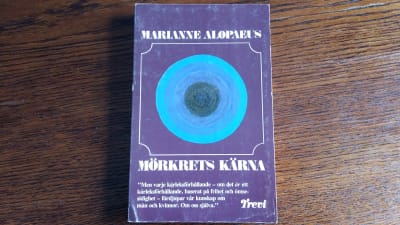 MARIANNE ALOPAEUS
MÖRKRETS KÄRNA
"Men varje kärleksförhållande – om det är ett
kärleksförhållande, baserat på frihet och ömse-
sidighet – fördjupar vår kunskap om
män och kvinnor. Om oss själva."
Trevi